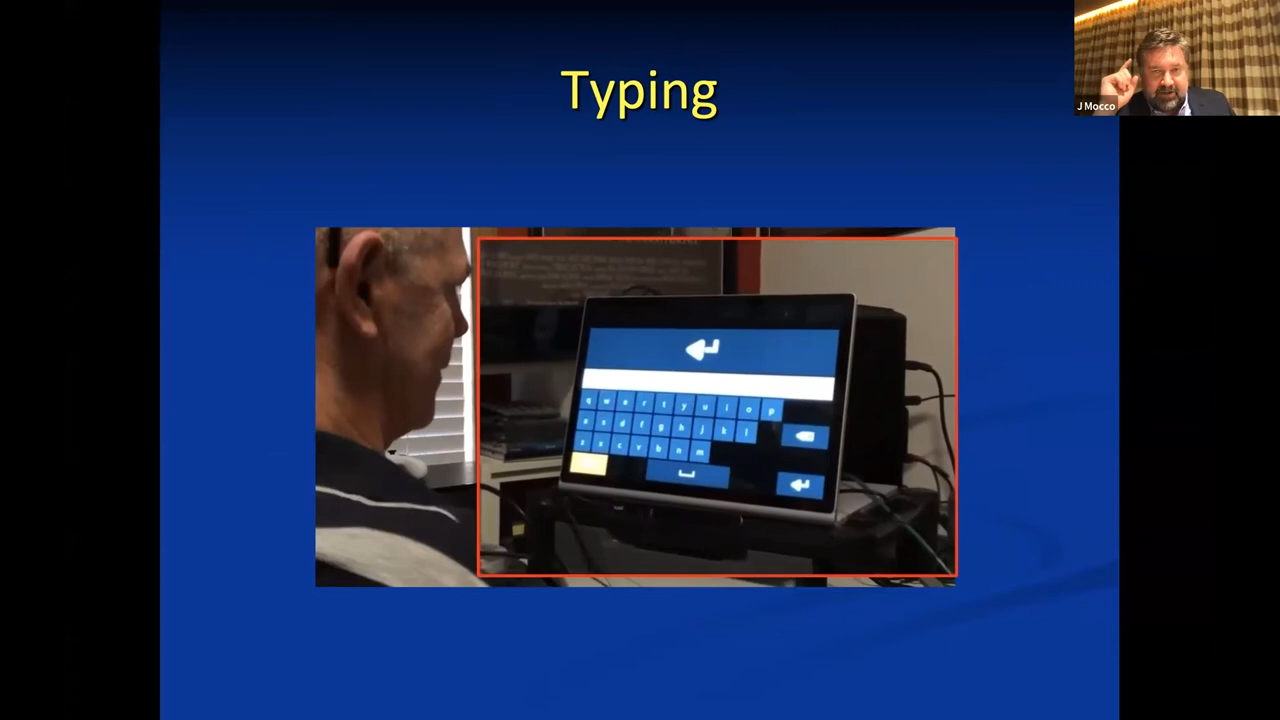 Typing
J Mocco
q w e r t y u i o p
a s d f g h j k l
z x c v b n m